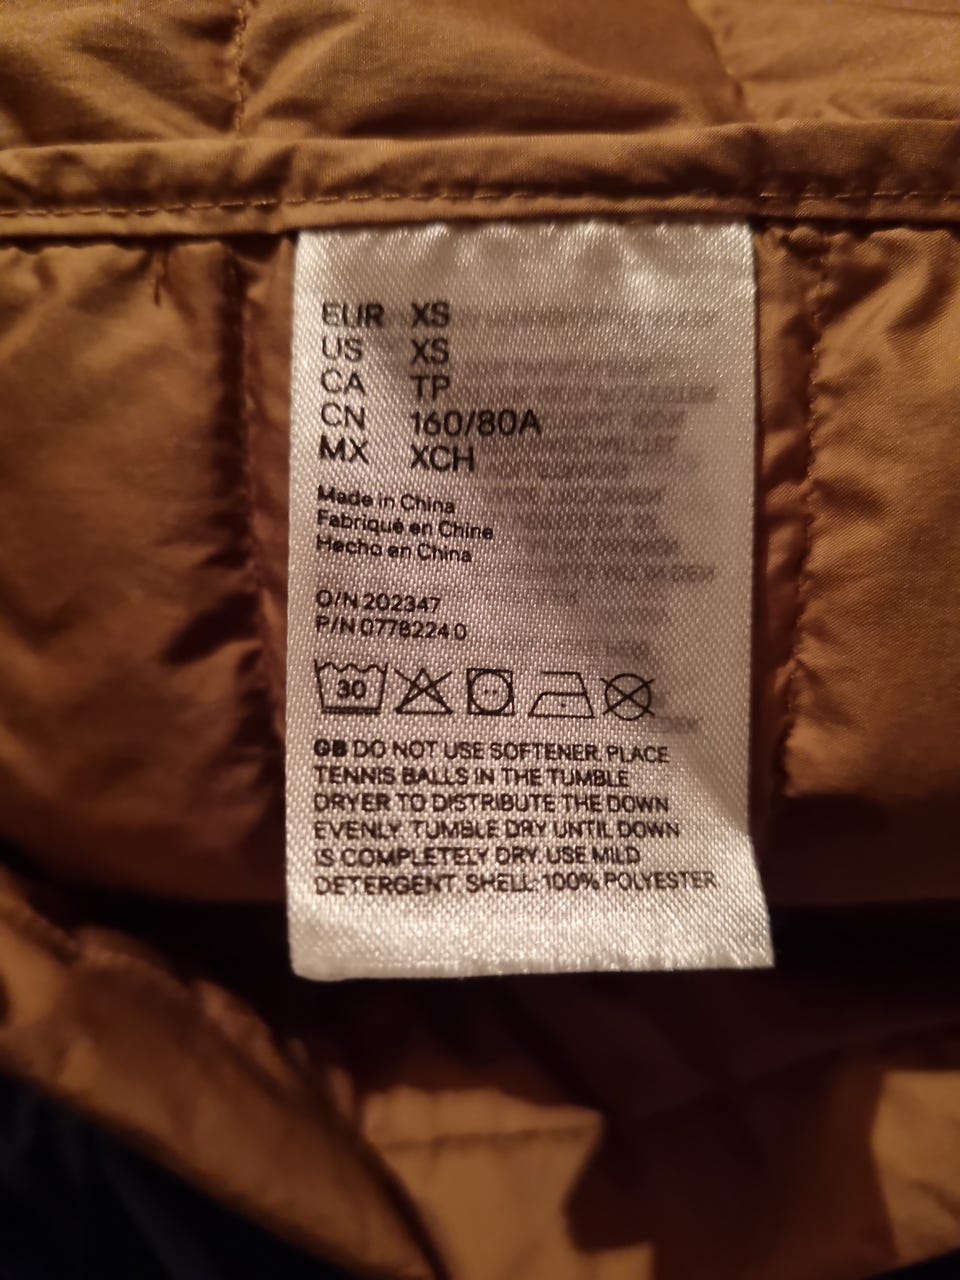 EUR XS
US XS
CA TP
CN 160/80A
MX XCH
Made in China
Fabriqué en Chine
Hecho en China
O/N 202347
P/N 0778224 0
30
GB DO NOT USE SOFTENER. PLACE
TENNIS BALLS IN THE TUMBLE
DRYER TO DISTRIBUTE THE DOWN
EVENLY. TUMBLE DRY UNTIL DOWN
IS COMPLETELY DRY. USE MILD
DETERGENT. SHELL: 100% POLYESTER